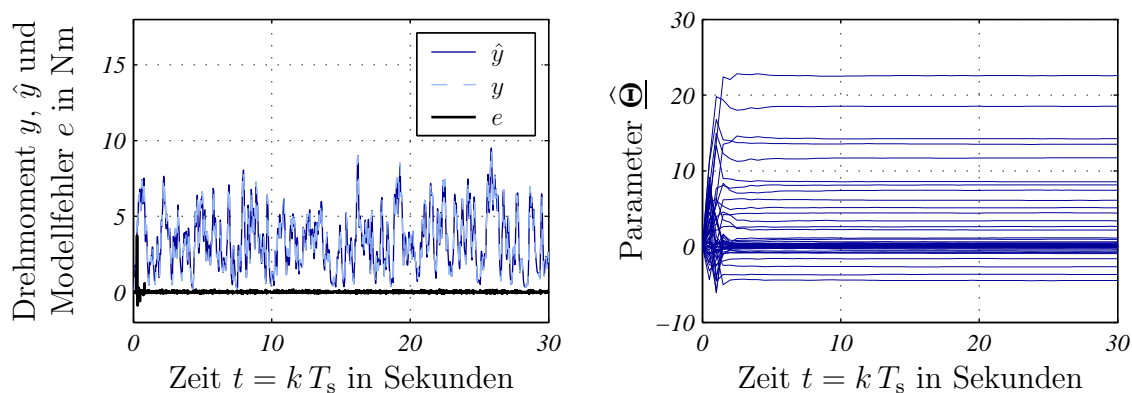 Drehmoment y, ŷ und
Modellfehler e in Nm
15
10
5
0
0
10
20
30
ŷ
y
e
Zeit t = k Tₛ in Sekunden
Parameter Θ̲̂
30
20
10
0
−10
0
10
20
30
Zeit t = k Tₛ in Sekunden